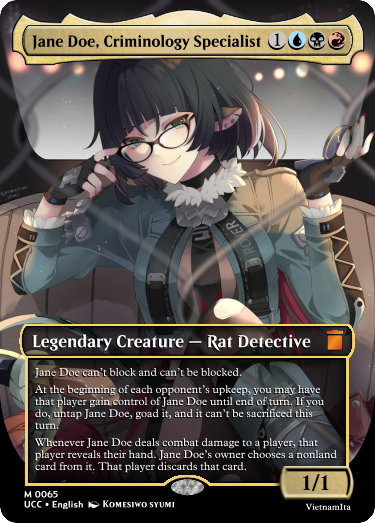 Jane Doe, Criminology Specialist 1
ROBER
Legendary Creature — Rat Detective
Jane Doe can't block and can't be blocked.
At the beginning of each opponent's upkeep, you may have
that player gain control of Jane Doe until end of turn. If you
do, untap Jane Doe, goad it, and it can't be sacrificed this
turn.
Whenever Jane Doe deals combat damage to a player, that
player reveals their hand. Jane Doe's owner chooses a nonland
card from it. That player discards that card.
1/1
M 0065
UCC • English KOMESIWO SYUMI
VietnamIta